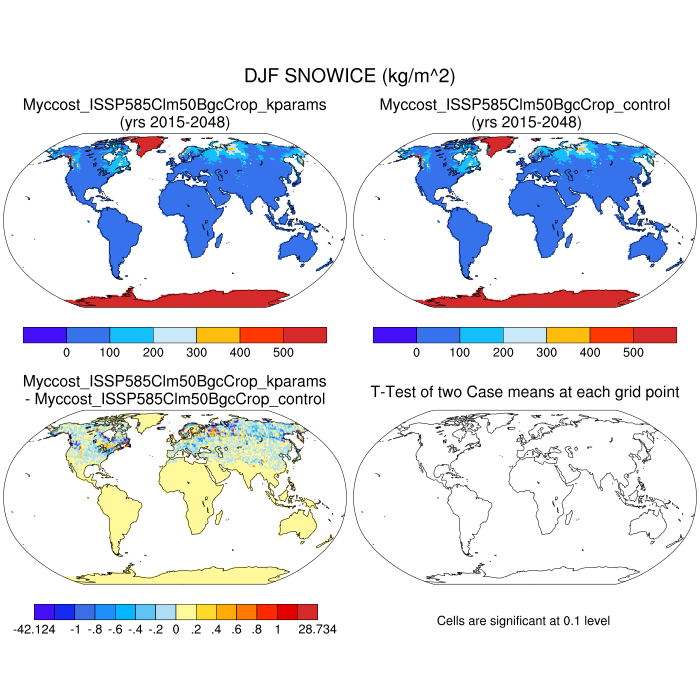 DJF SNOWICE (kg/m^2)
Myccost_ISSP585Clm50BgcCrop_kparams
(yrs 2015-2048)
Myccost_ISSP585Clm50BgcCrop_control
(yrs 2015-2048)
0 100 200 300 400 500
0 100 200 300 400 500
Myccost_ISSP585Clm50BgcCrop_kparams
- Myccost_ISSP585Clm50BgcCrop_control
T-Test of two Case means at each grid point
-42.124 -1 -.8 -.6 -.4 -.2 0 .2 .4 .6 .8 1 28.734
Cells are significant at 0.1 level